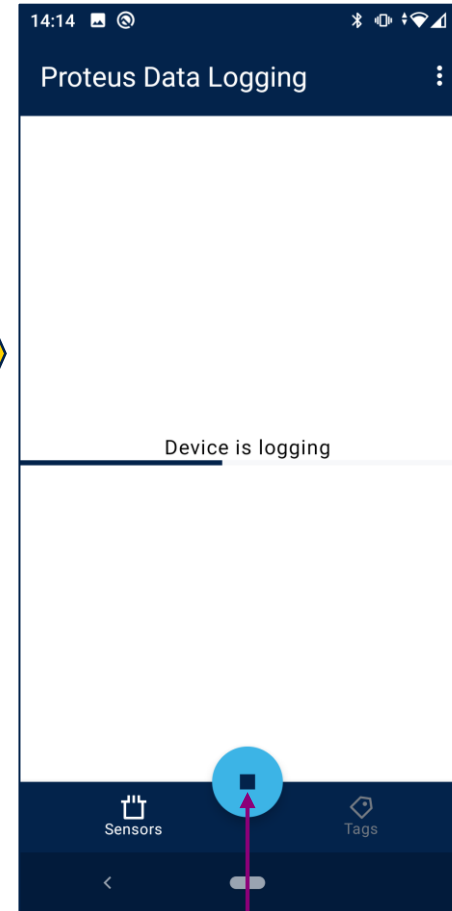 14:14
Proteus Data Logging
Device is logging
Sensors
Tags